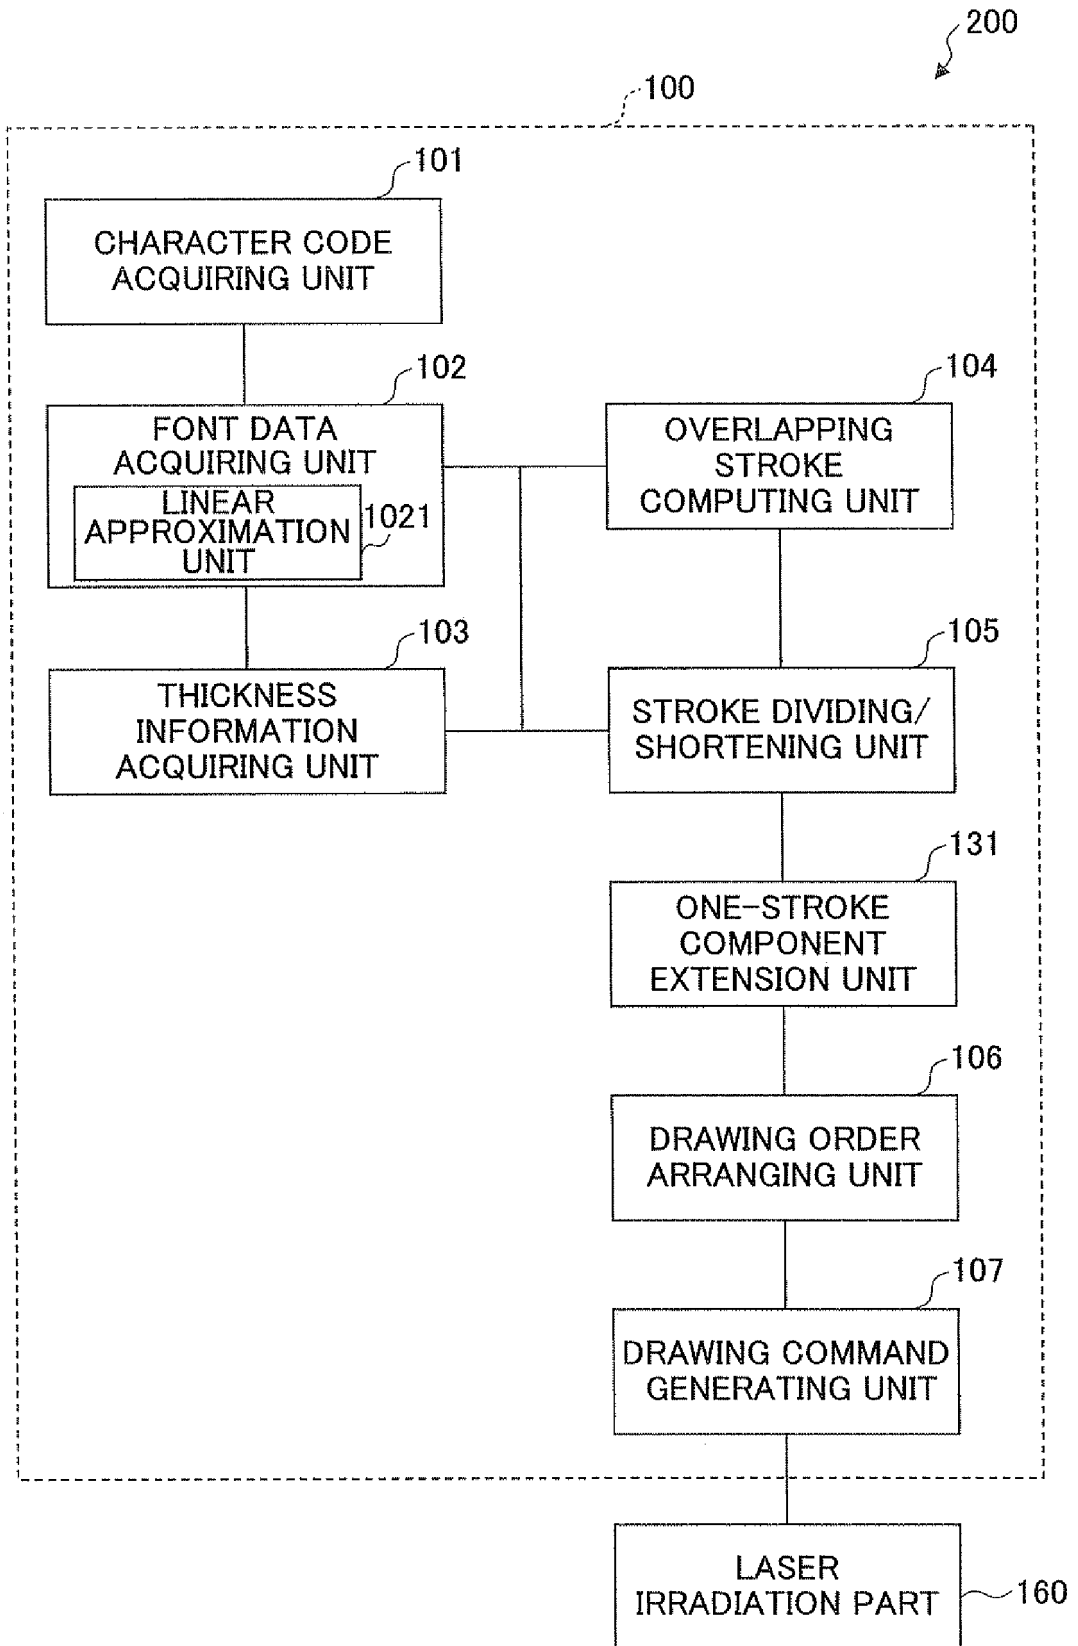 200
100
101
CHARACTER CODE
ACQUIRING UNIT
102
FONT DATA
ACQUIRING UNIT
LINEAR
APPROXIMATION
UNIT
1021
104
OVERLAPPING
STROKE
COMPUTING UNIT
103
THICKNESS
INFORMATION
ACQUIRING UNIT
105
STROKE DIVIDING/
SHORTENING UNIT
131
ONE-STROKE
COMPONENT
EXTENSION UNIT
106
DRAWING ORDER
ARRANGING UNIT
107
DRAWING COMMAND
GENERATING UNIT
LASER
IRRADIATION PART
160